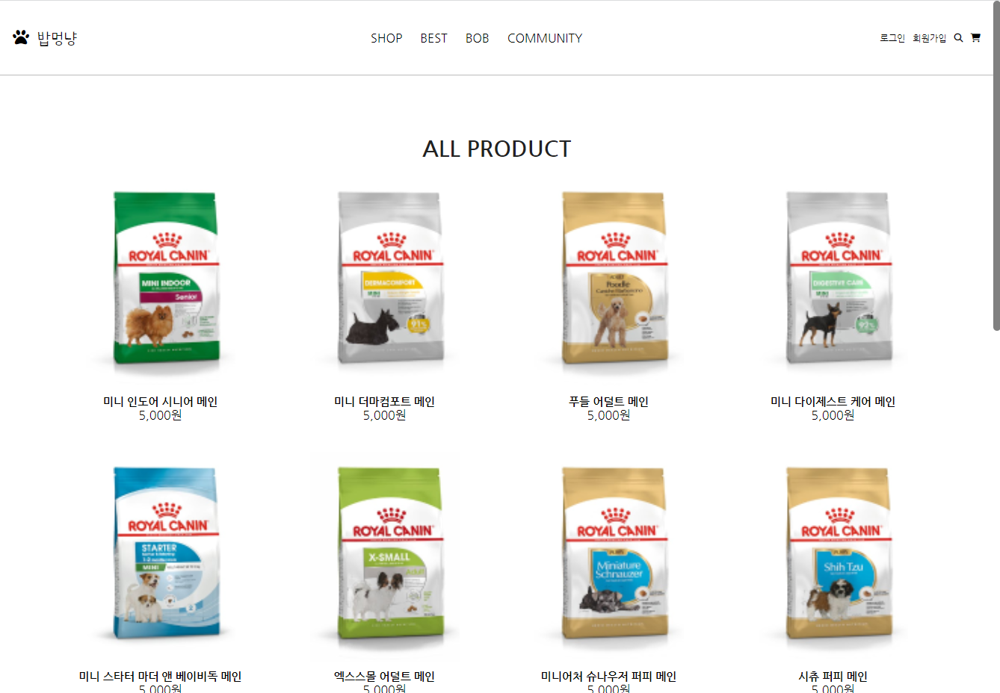 밥멍냥
SHOP BEST BOB COMMUNITY
로그인 회원가입
ALL PRODUCT
ROYAL CANIN
MINI INDOOR
Senior
ROYAL CANIN
DERMACOMFORT
MINI
91%
ROYAL CANIN
Poodle
ROYAL CANIN
DIGESTIVE CARE
MINI
92%
미니 인도어 시니어 메인
5,000원
미니 더마컴포트 메인
5,000원
푸들 어덜트 메인
5,000원
미니 다이제스트 케어 메인
5,000원
ROYAL CANIN
STARTER
MINI
ROYAL CANIN
X-SMALL
Adult
ROYAL CANIN
Miniature
Schnauzer
ROYAL CANIN
Shih Tzu
미니 스타터 마더 앤 베이비독 메인
5,000원
엑스스몰 어덜트 메인
5,000원
미니어처 슈나우저 퍼피 메인
5,000원
시츄 퍼피 메인
5,000원